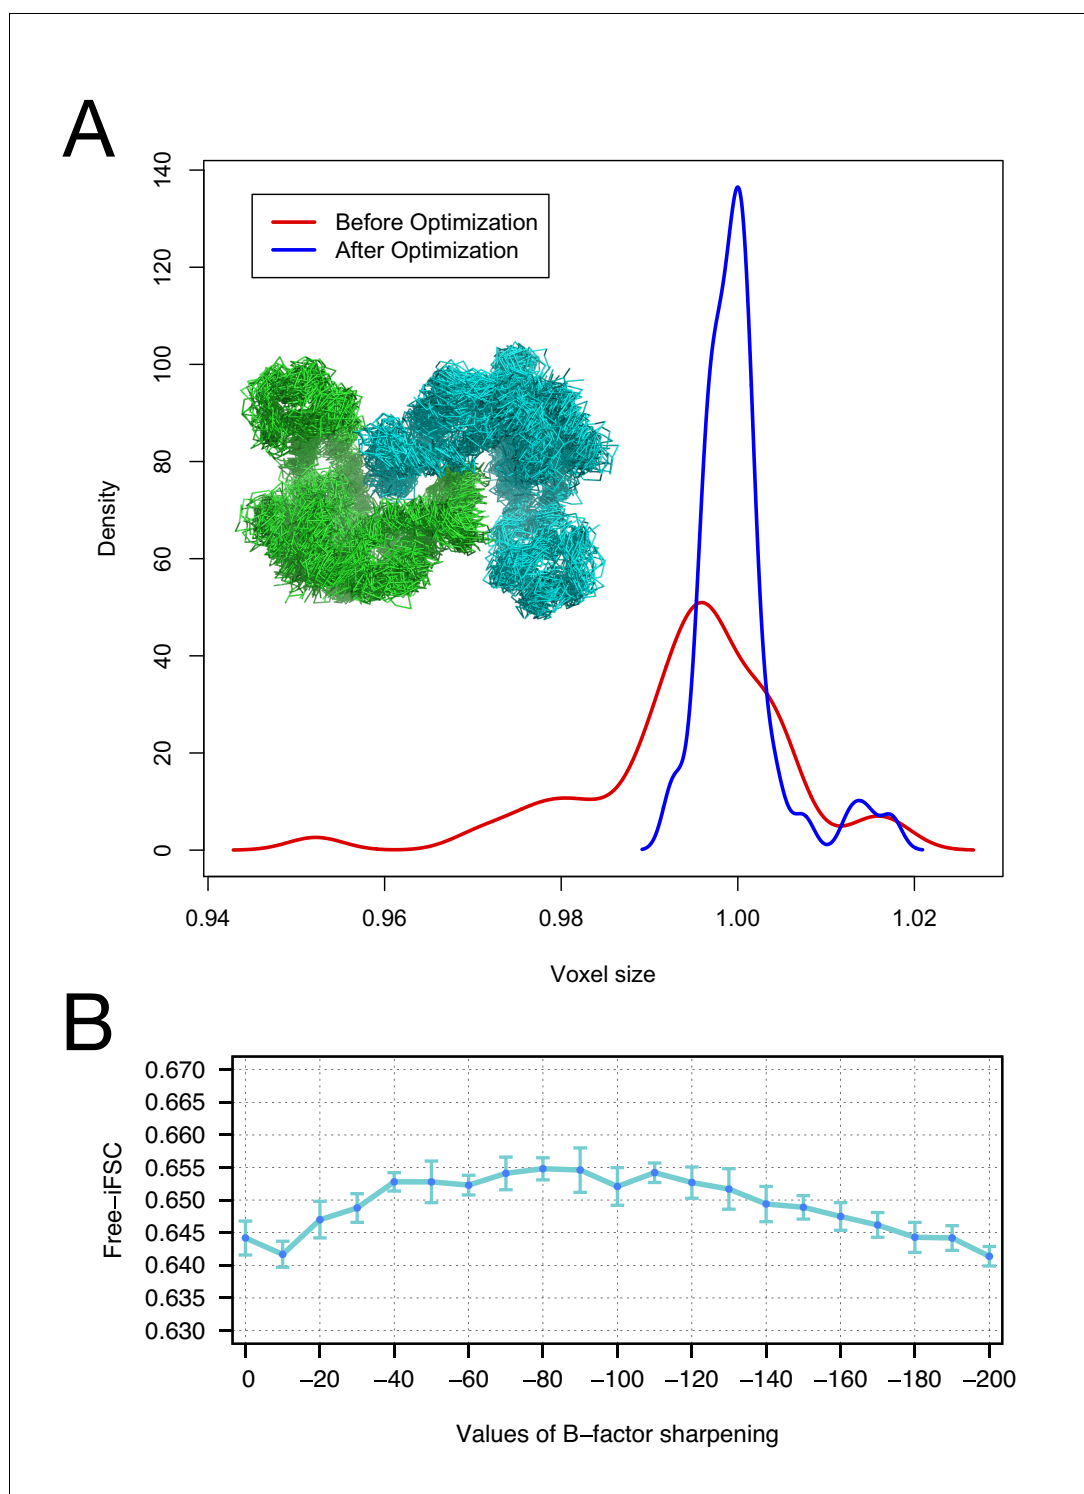 A
140
120
100
80
60
40
20
0
Density
Before Optimization
After Optimization
0.94 0.96 0.98 1.00 1.02
Voxel size
B
0.670
0.665
0.660
0.655
0.650
0.645
0.640
0.635
0.630
Free–iFSC
0 –20 –40 –60 –80 –100 –120 –140 –160 –180 –200
Values of B–factor sharpening